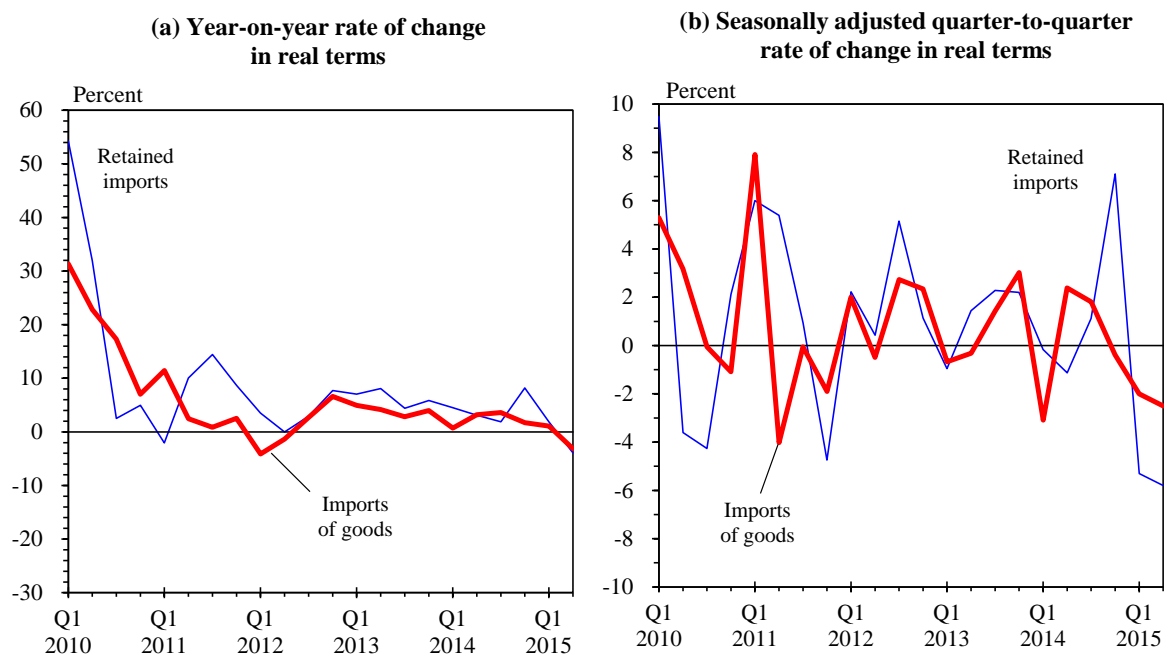 (a) Year-on-year rate of change
in real terms
Percent
60
50
40
30
20
10
0
-10
-20
-30
Retained
imports
Imports
of goods
Q1 Q1 Q1 Q1 Q1 Q1
2010 2011 2012 2013 2014 2015
(b) Seasonally adjusted quarter-to-quarter
rate of change in real terms
Percent
10
8
6
4
2
0
-2
-4
-6
-8
-10
Retained
imports
Imports
of goods
Q1 Q1 Q1 Q1 Q1 Q1
2010 2011 2012 2013 2014 2015